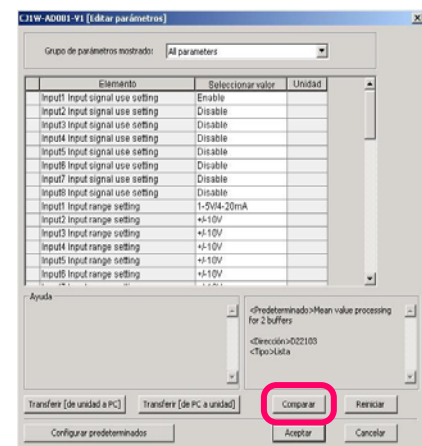 CJ1W-AD081-V1 [Editar parámetros]
Grupo de parámetros mostrado: All parameters
Elemento Seleccionar valor Unidad
Input1 Input signal use setting Enable
Input2 Input signal use setting Disable
Input3 Input signal use setting Disable
Input4 Input signal use setting Disable
Input5 Input signal use setting Disable
Input6 Input signal use setting Disable
Input7 Input signal use setting Disable
Input8 Input signal use setting Disable
Input1 Input range setting 1-5V/4-20mA
Input2 Input range setting +/-10V
Input3 Input range setting +/-10V
Input4 Input range setting +/-10V
Input5 Input range setting +/-10V
Input6 Input range setting +/-10V
Ayuda
<Predeterminado>Mean value processing
for 2 buffers
<Dirección>D22103
<Tipo>Lista
Transferir [de unidad a PC] Transferir [de PC a unidad] Comparar Reiniciar
Configurar predeterminados Aceptar Cancelar